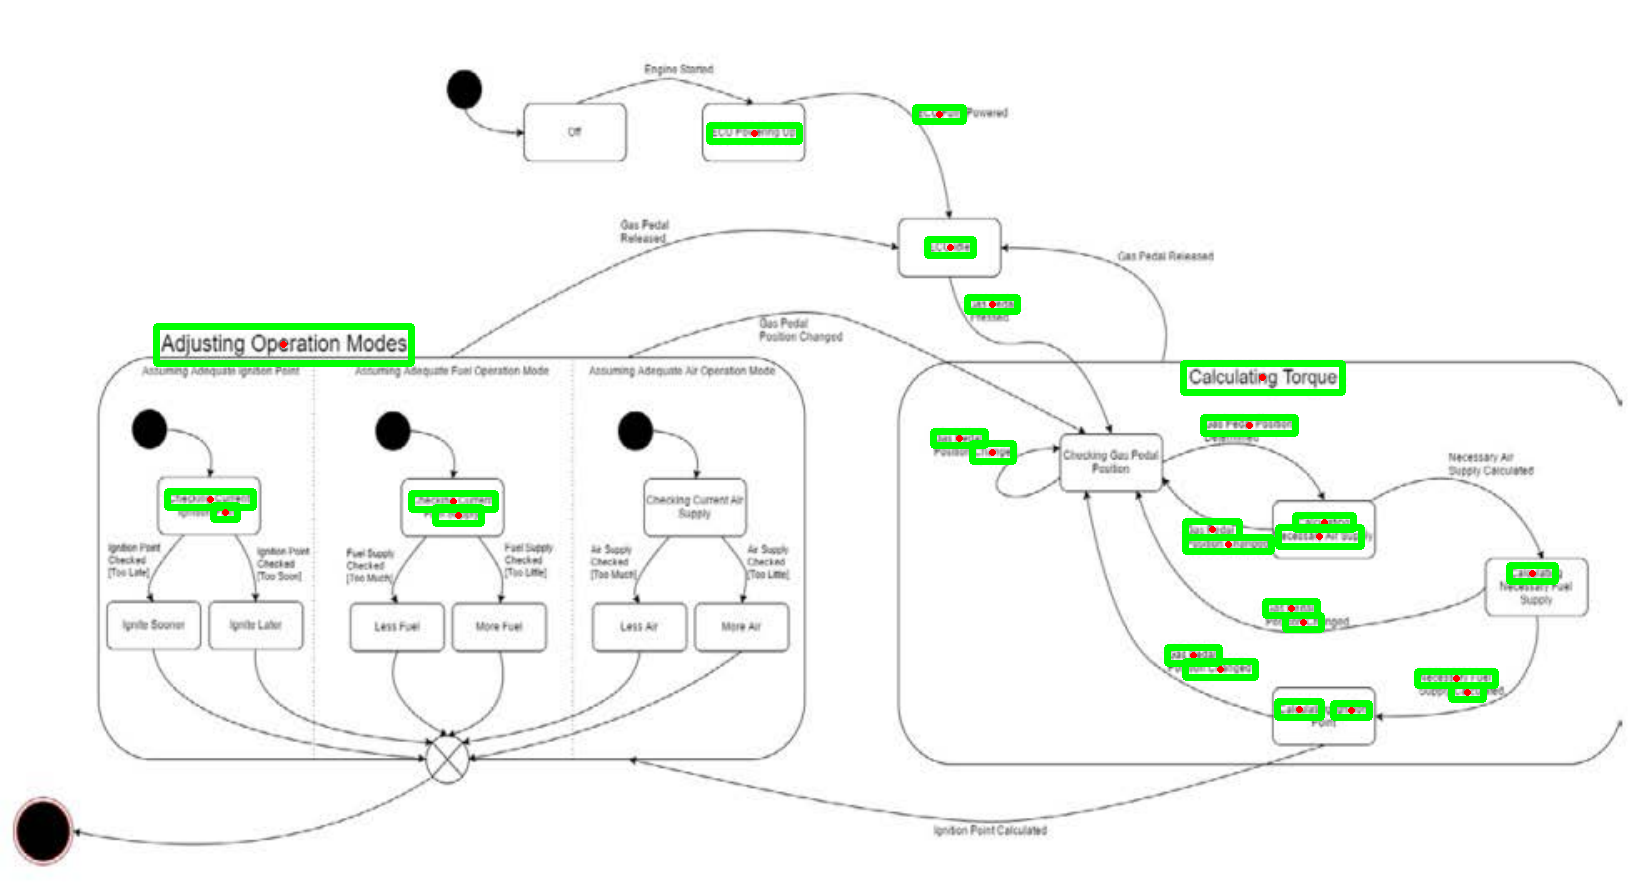 Engine Started
Off
ECU Powering Up
Powered
Gas Pedal
Released
Gas Pedal Released
Gas Pedal
Pressed
Gas Pedal
Position Changed
Adjusting Operation Modes
Assuming Adequate Ignition Point
Assuming Adequate Fuel Operation Mode
Assuming Adequate Air Operation Mode
Checking Current
Ignition
Ignition Point
Checked
[Too Late]
Ignition Point
Checked
[Too Soon]
Ignite Sooner
Ignite Later
Checking Current
Fuel Supply
Fuel Supply
Checked
[Too Much]
Fuel Supply
Checked
[Too Little]
Less Fuel
More Fuel
Checking Current Air
Supply
Air Supply
Checked
[Too Much]
Air Supply
Checked
[Too Little]
Less Air
More Air
Calculating Torque
Gas Pedal
Position Change
Checking Gas Pedal
Position
Gas Pedal Position
Determined
Necessary Air
Supply Calculated
Gas Pedal
Position Changed
Calculating
Necessary Air Supply
Calculating
Necessary Fuel
Supply
Gas Pedal
Position Changed
Gas Pedal
Position Changed
Necessary Fuel
Supply Calculated
Calculating Ignition
Point
Ignition Point Calculated